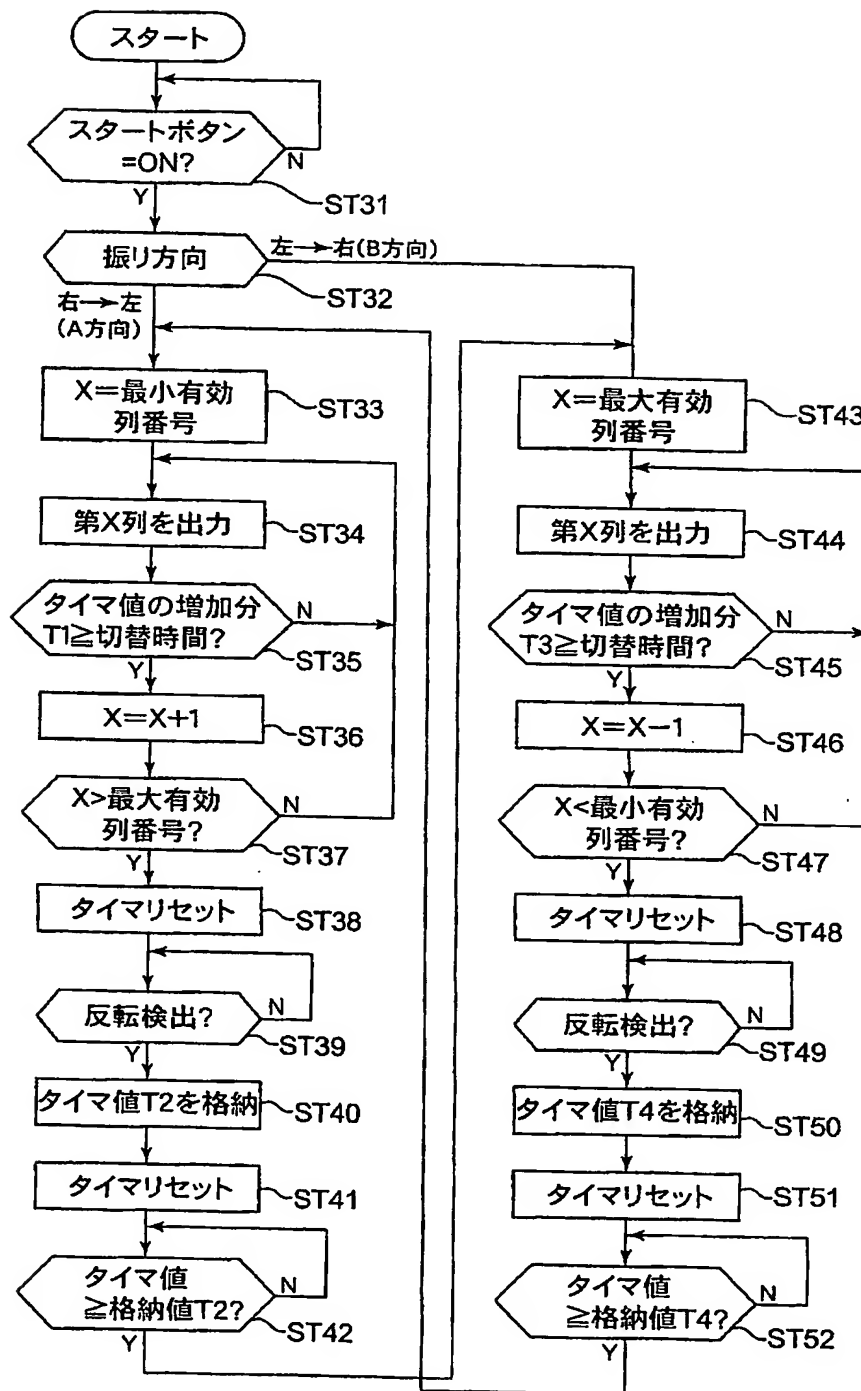 スタート
スタートボタン
=ON?
N
Y
ST31
振り方向
左→右(B方向)
ST32
右→左
(A方向)
X=最小有効
列番号
ST33
第X列を出力
ST34
タイマ値の増加分
T1≧切替時間?
N
Y
ST35
X=X+1
ST36
X>最大有効
列番号?
N
Y
ST37
タイマリセット
ST38
反転検出?
N
Y
ST39
タイマ値T2を格納
ST40
タイマリセット
ST41
タイマ値
≧格納値T2?
N
Y
ST42
X=最大有効
列番号
ST43
第X列を出力
ST44
タイマ値の増加分
T3≧切替時間?
N
Y
ST45
X=X-1
ST46
X<最小有効
列番号?
N
Y
ST47
タイマリセット
ST48
反転検出?
N
Y
ST49
タイマ値T4を格納
ST50
タイマリセット
ST51
タイマ値
≧格納値T4?
N
Y
ST52